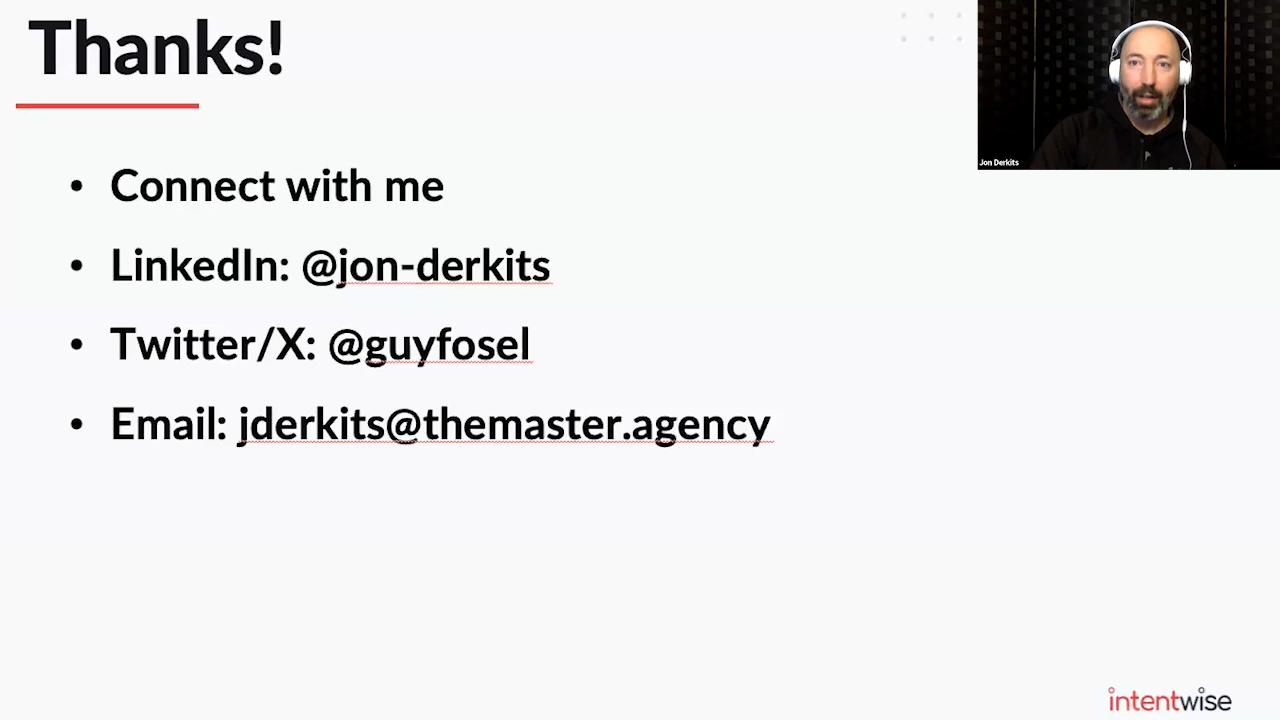 Thanks!
Jon Derkits
• Connect with me
• LinkedIn: @jon-derkits
• Twitter/X: @guyfosel
• Email: jderkits@themaster.agency
intentwise